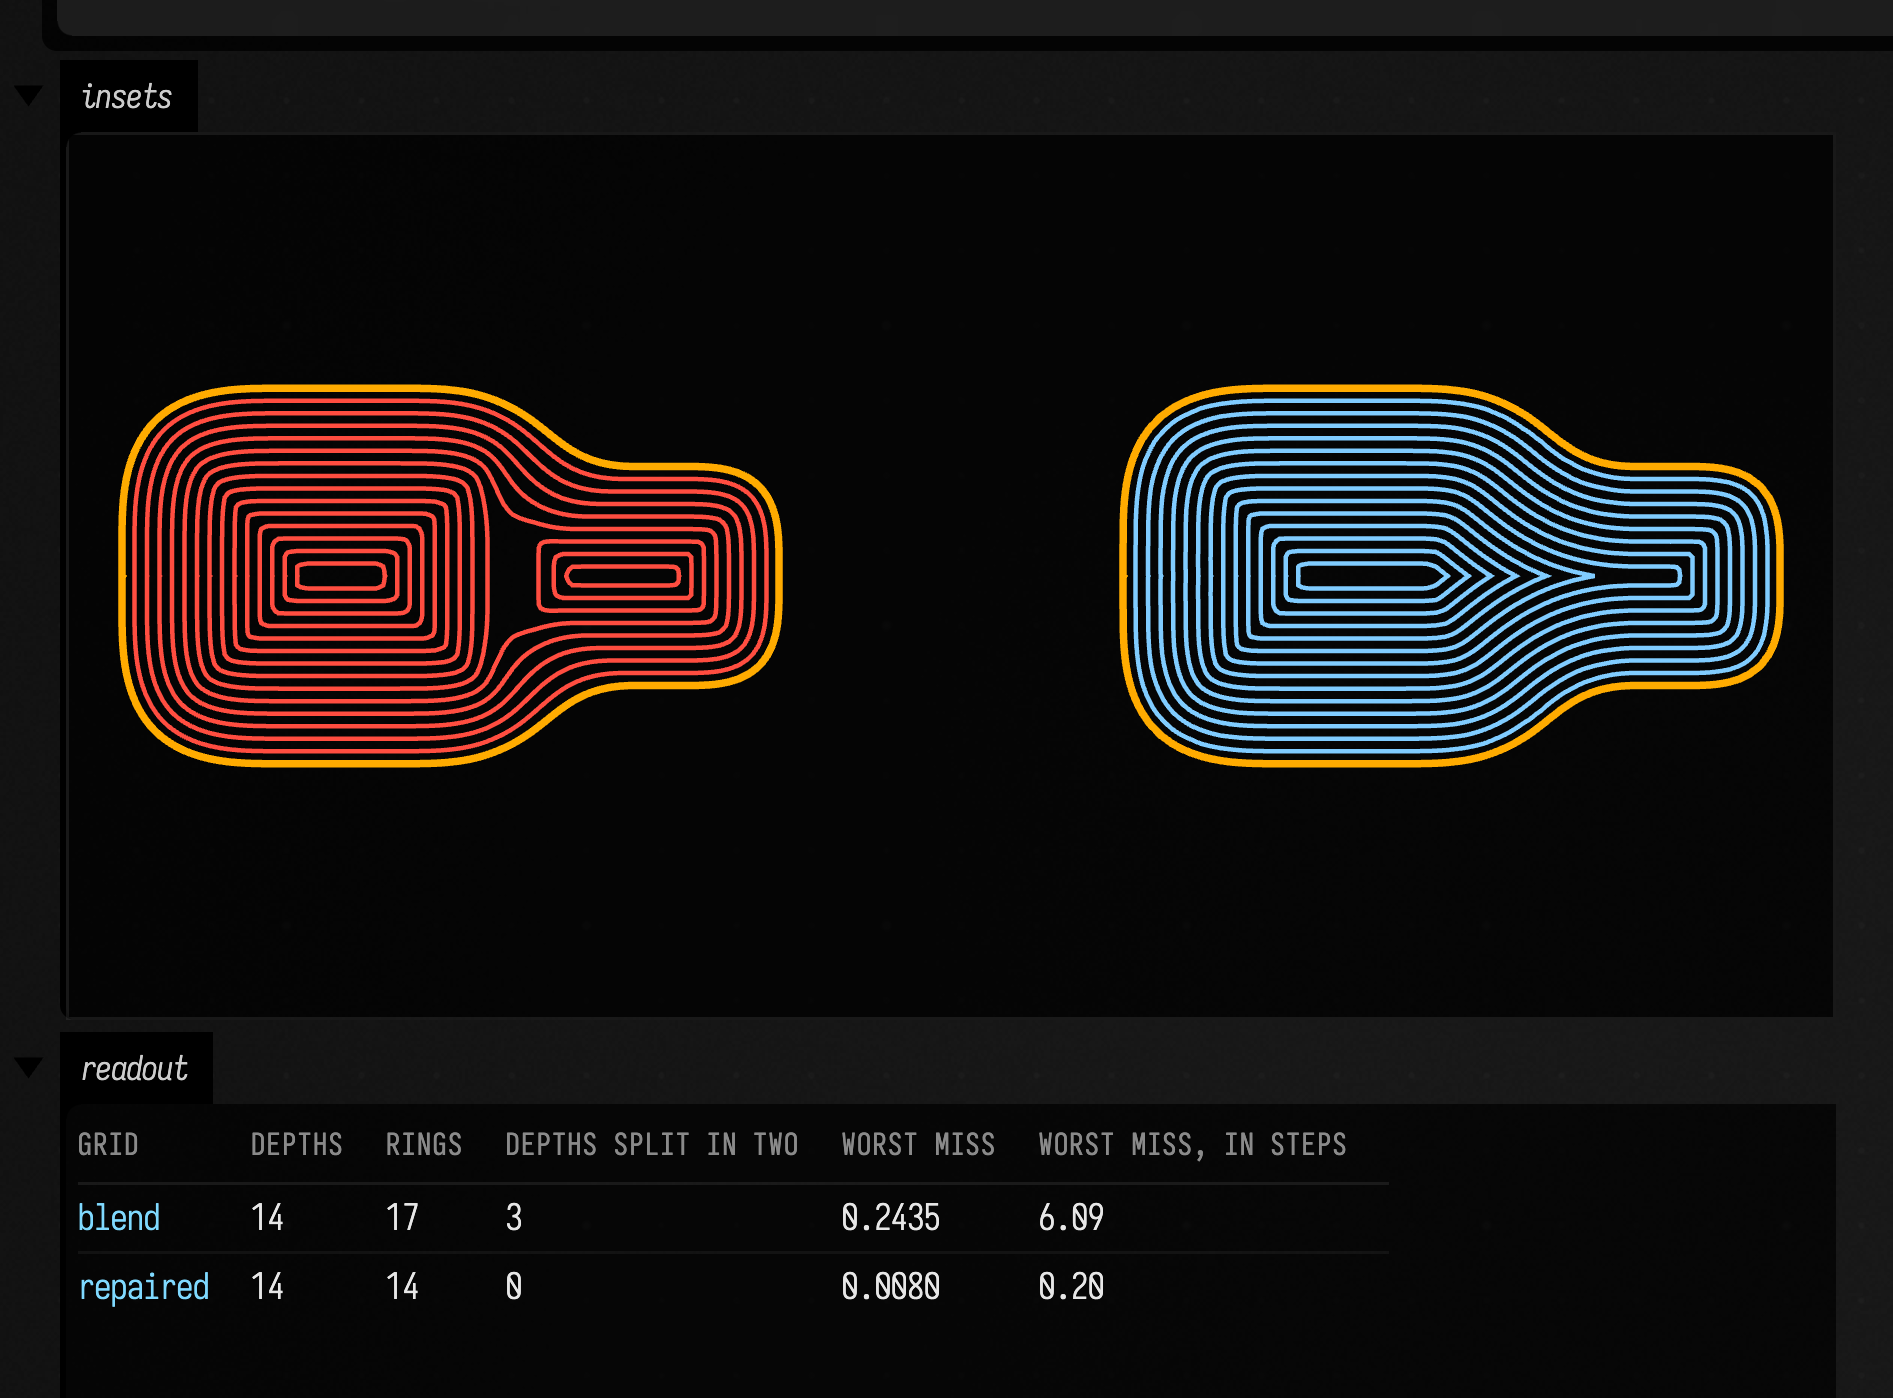 insets
readout
GRID DEPTHS RINGS DEPTHS SPLIT IN TWO WORST MISS WORST MISS, IN STEPS
blend 14 17 3 0.2435 6.09
repaired 14 14 0 0.0080 0.20